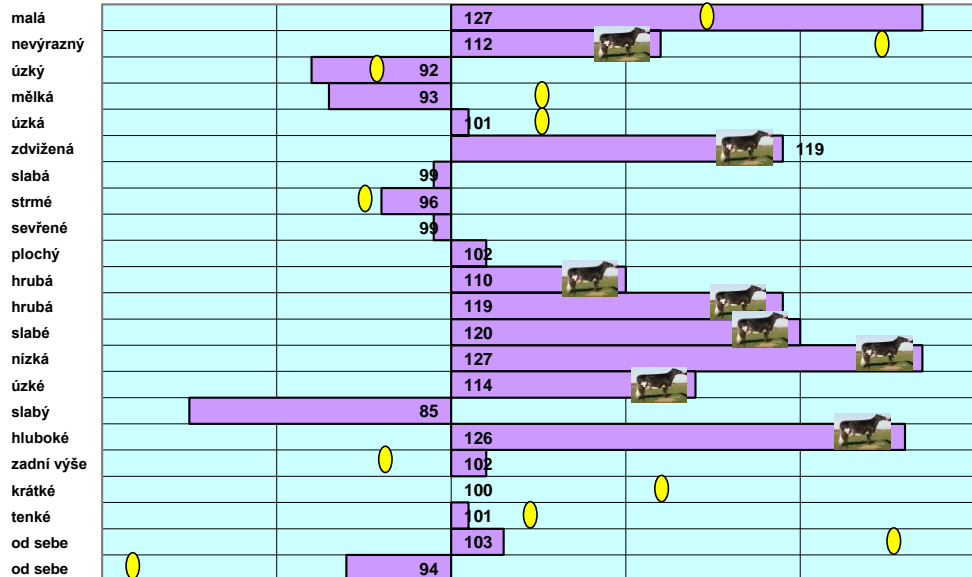 malá 127
nevýrazný 112
úzký 92
mělká 93
úzká 101
zdvižená 119
slabá 99
strmé 96
sevřené 99
plochý 102
hrubá 110
hrubá 119
slabé 120
nízká 127
úzké 114
slabý 85
hluboké 126
zadní výše 102
krátké 100
tenké 101
od sebe 103
od sebe 94